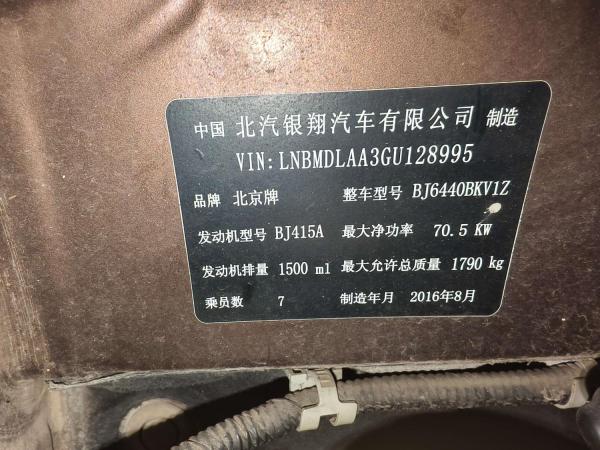 中国 北汽银翔汽车有限公司 制造
VIN: LNBMDLAA3GU128995
品牌 北京牌 整车型号 BJ6440BKV1Z
发动机型号 BJ415A 最大净功率 70.5 KW
发动机排量 1500 ml 最大允许总质量 1790 kg
乘员数 7 制造年月 2016年8月